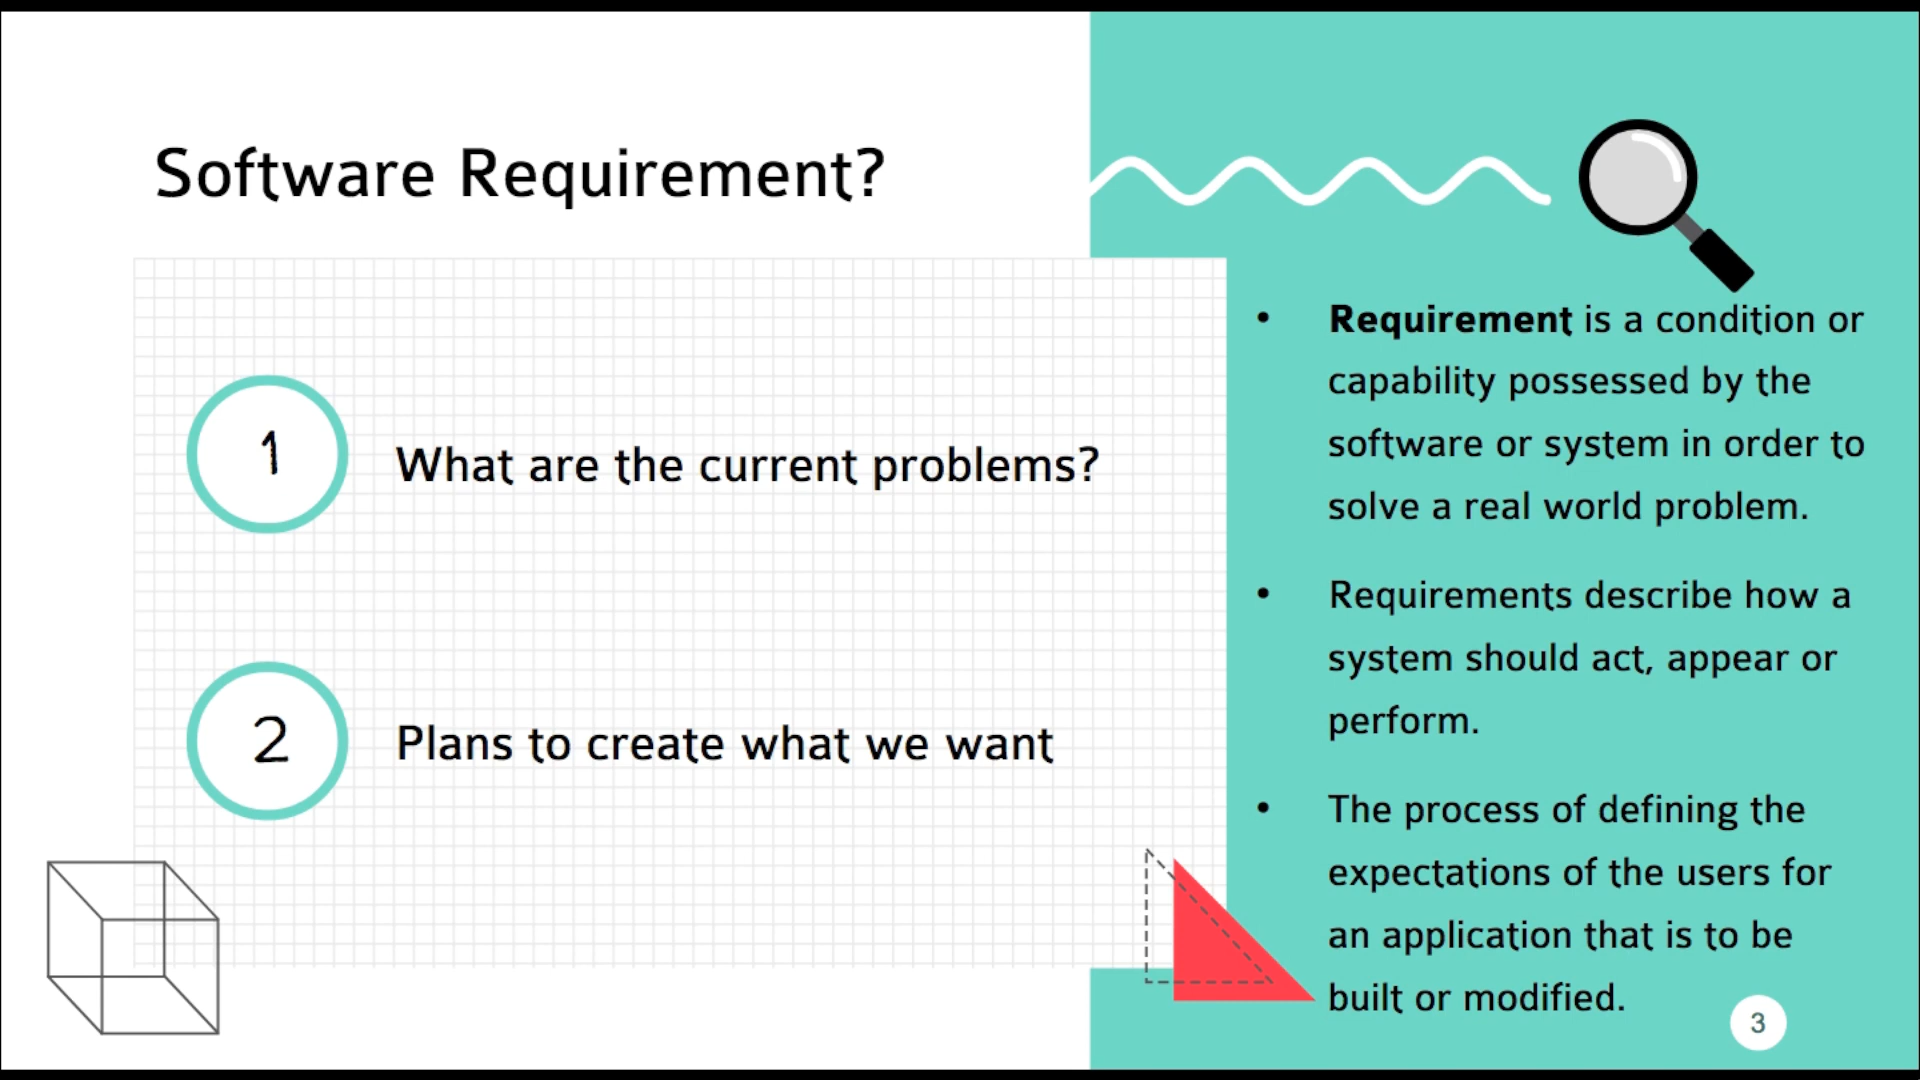 Software Requirement?
1
What are the current problems?
2
Plans to create what we want
• Requirement is a condition or
capability possessed by the
software or system in order to
solve a real world problem.
• Requirements describe how a
system should act, appear or
perform.
• The process of defining the
expectations of the users for
an application that is to be
built or modified.
3